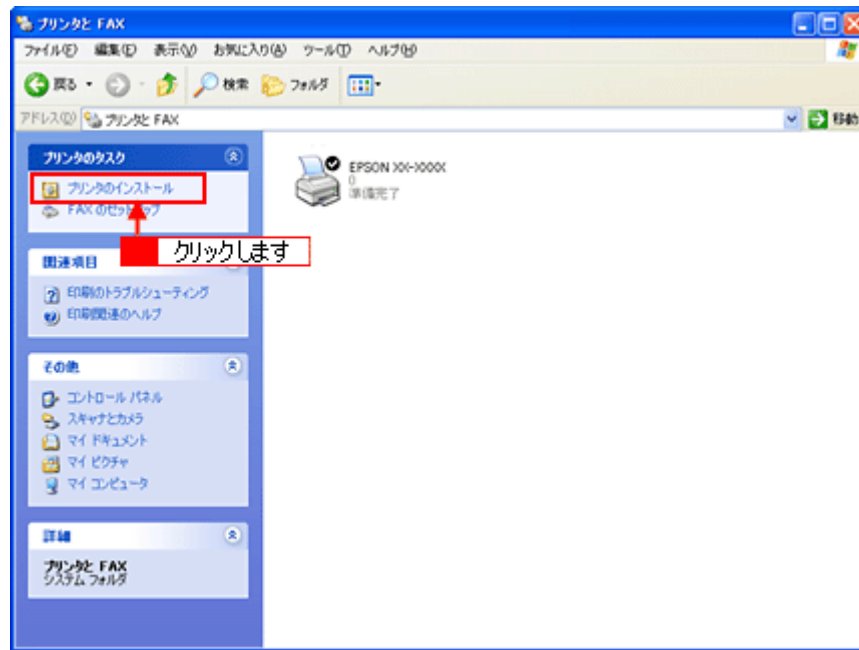 プリンタと FAX
ファイル(F) 編集(E) 表示(V) お気に入り(A) ツール(T) ヘルプ(H)
戻る 検索 フォルダ
アドレス(D) プリンタと FAX 移動
プリンタのタスク
プリンタのインストール
FAX のセットアップ
クリックします
関連項目
印刷のトラブルシューティング
印刷関連のヘルプ
その他
コントロール パネル
スキャナとカメラ
マイ ドキュメント
マイ ピクチャ
マイ コンピュータ
詳細
プリンタと FAX
システム フォルダ
EPSON XX-XXXX
0
準備完了